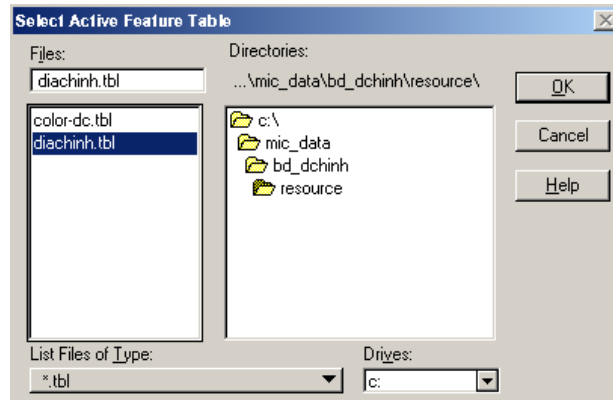 Select Active Feature Table
Files:
diachinh.tbl
color-dc.tbl
diachinh.tbl
Directories:
...\mic_data\bd_dchinh\resource\
c:\
mic_data
bd_dchinh
resource
OK
Cancel
Help
List Files of Type:
*.tbl
Drives:
c: